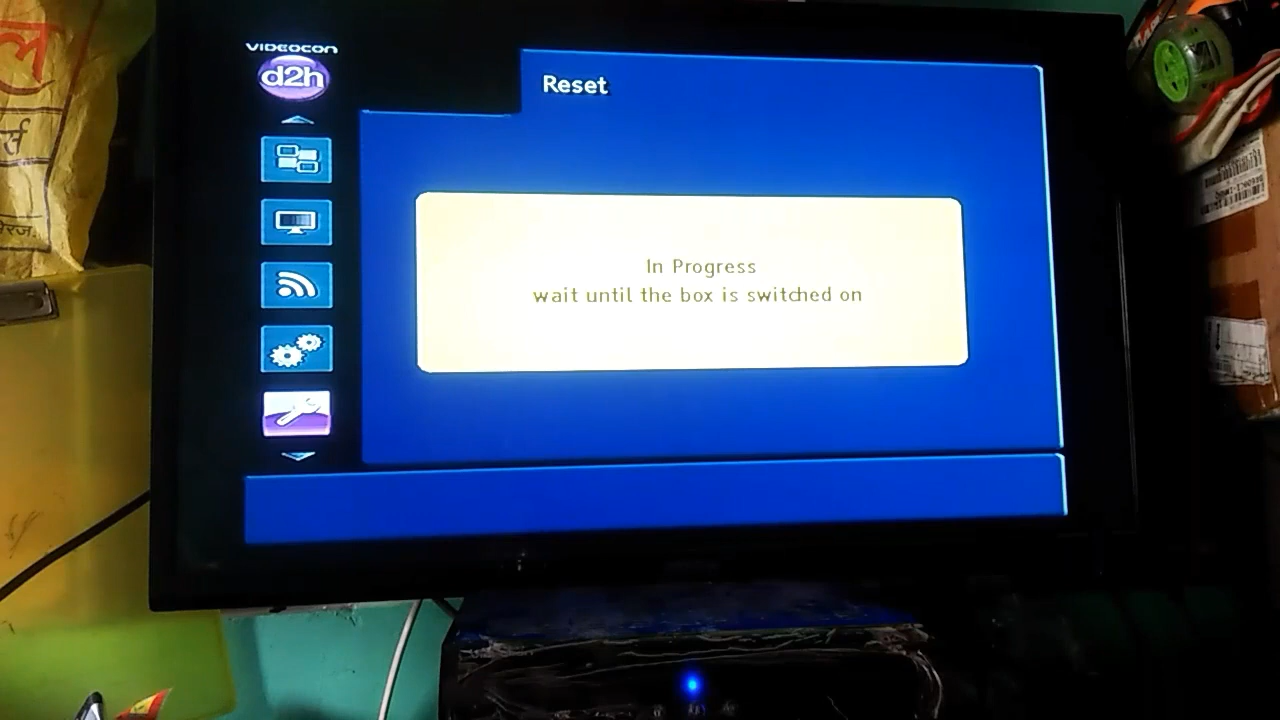 VIDEOCON
d2h
Reset
In Progress
wait until the box is switched on
ल